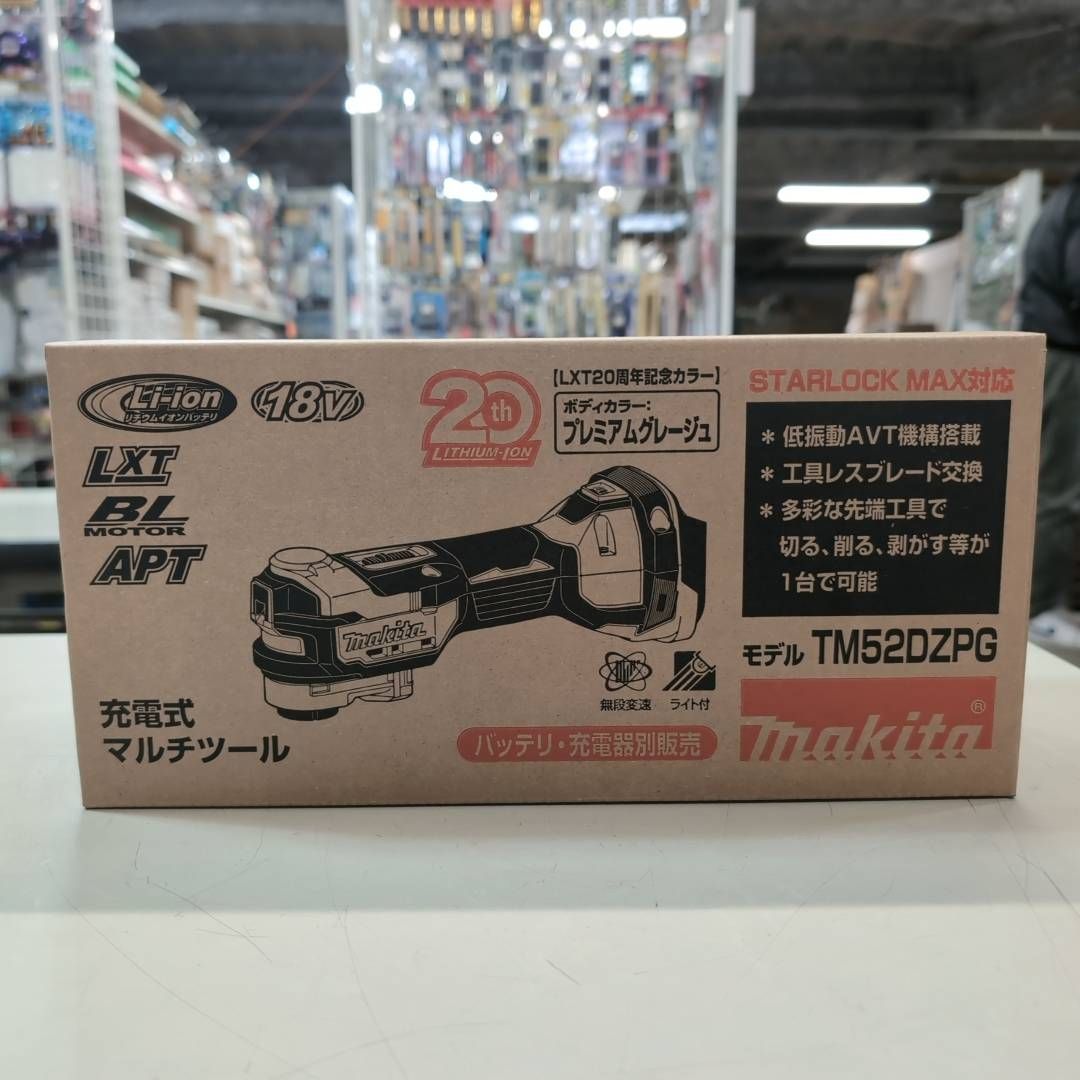 Li-ion
リチウムイオンバッテリ
18V
LXT
BL
MOTOR
APT
20th
LITHIUM-ION
【LXT20周年記念カラー】
ボディカラー:
プレミアムグレージュ
STARLOCK MAX対応
* 低振動AVT機構搭載
* 工具レスブレード交換
* 多彩な先端工具で
切る、削る、剥がす等が
1台で可能
makita
無段変速
ライト付
モデル TM52DZPG
makita®
充電式
マルチツール
バッテリ・充電器別販売